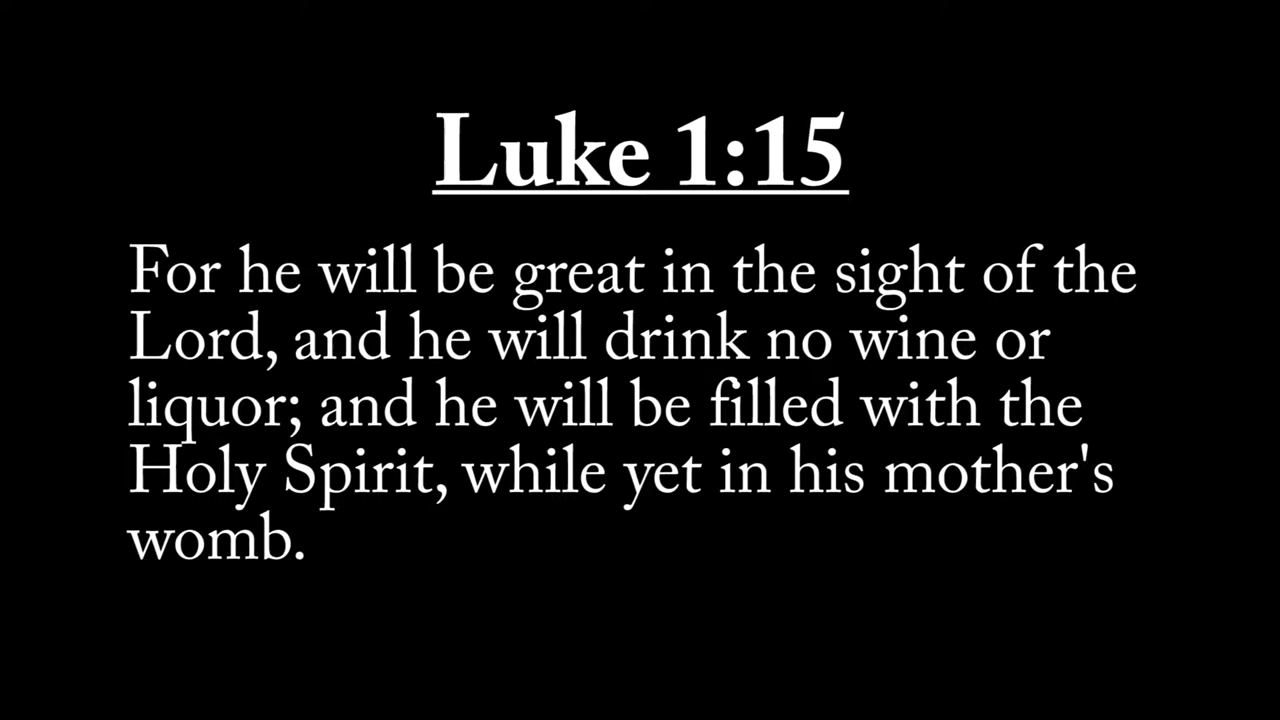 Luke 1:15
For he will be great in the sight of the
Lord, and he will drink no wine or
liquor; and he will be filled with the
Holy Spirit, while yet in his mother's
womb.